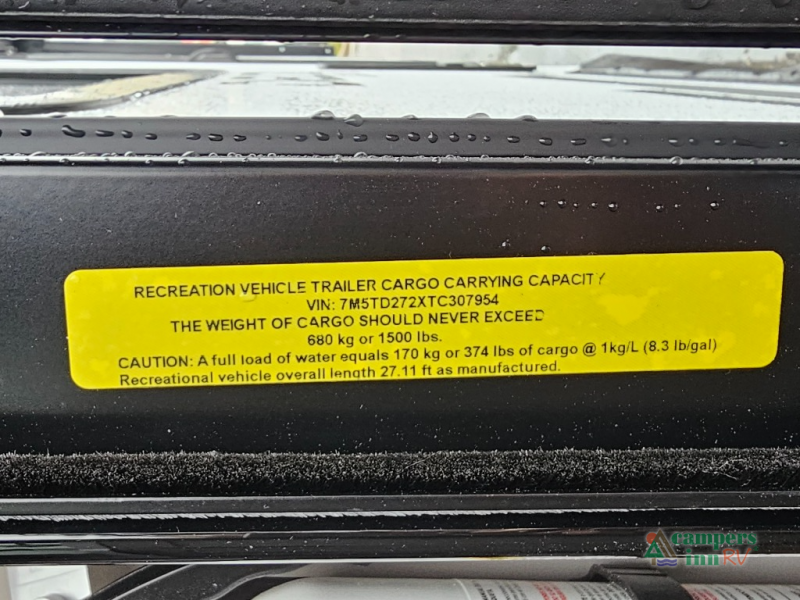 RECREATION VEHICLE TRAILER CARGO CARRYING CAPACITY
VIN: 7M5TD272XTC307954
THE WEIGHT OF CARGO SHOULD NEVER EXCEED
680 kg or 1500 lbs.
CAUTION: A full load of water equals 170 kg or 374 lbs of cargo @ 1kg/L (8.3 lb/gal)
Recreational vehicle overall length 27.11 ft as manufactured.
campers
inn RV